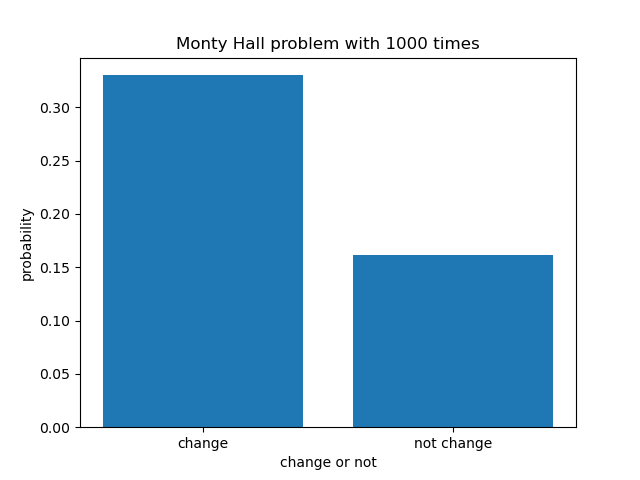 Monty Hall problem with 1000 times
0.30
0.25
0.20
0.15
0.10
0.05
0.00
probability
change
not change
change or not